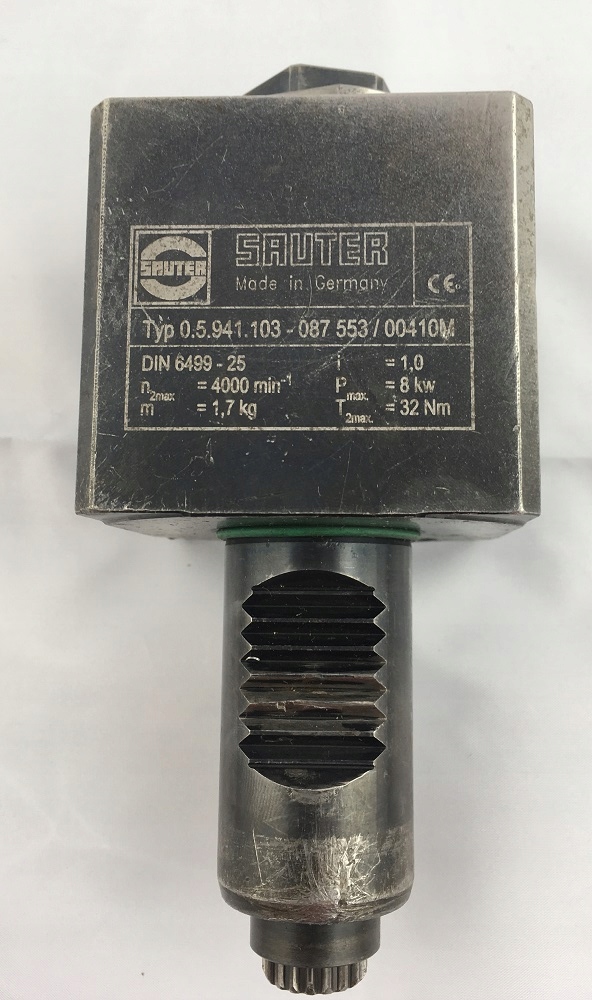 SAUTER
SAUTER
Made in Germany
CE
Typ 0.5.941.103 - 087 553 / 00410M
DIN 6499 - 25 i = 1,0
n2max = 4000 min⁻¹ Pmax. = 8 kw
m = 1,7 kg T2max. = 32 Nm